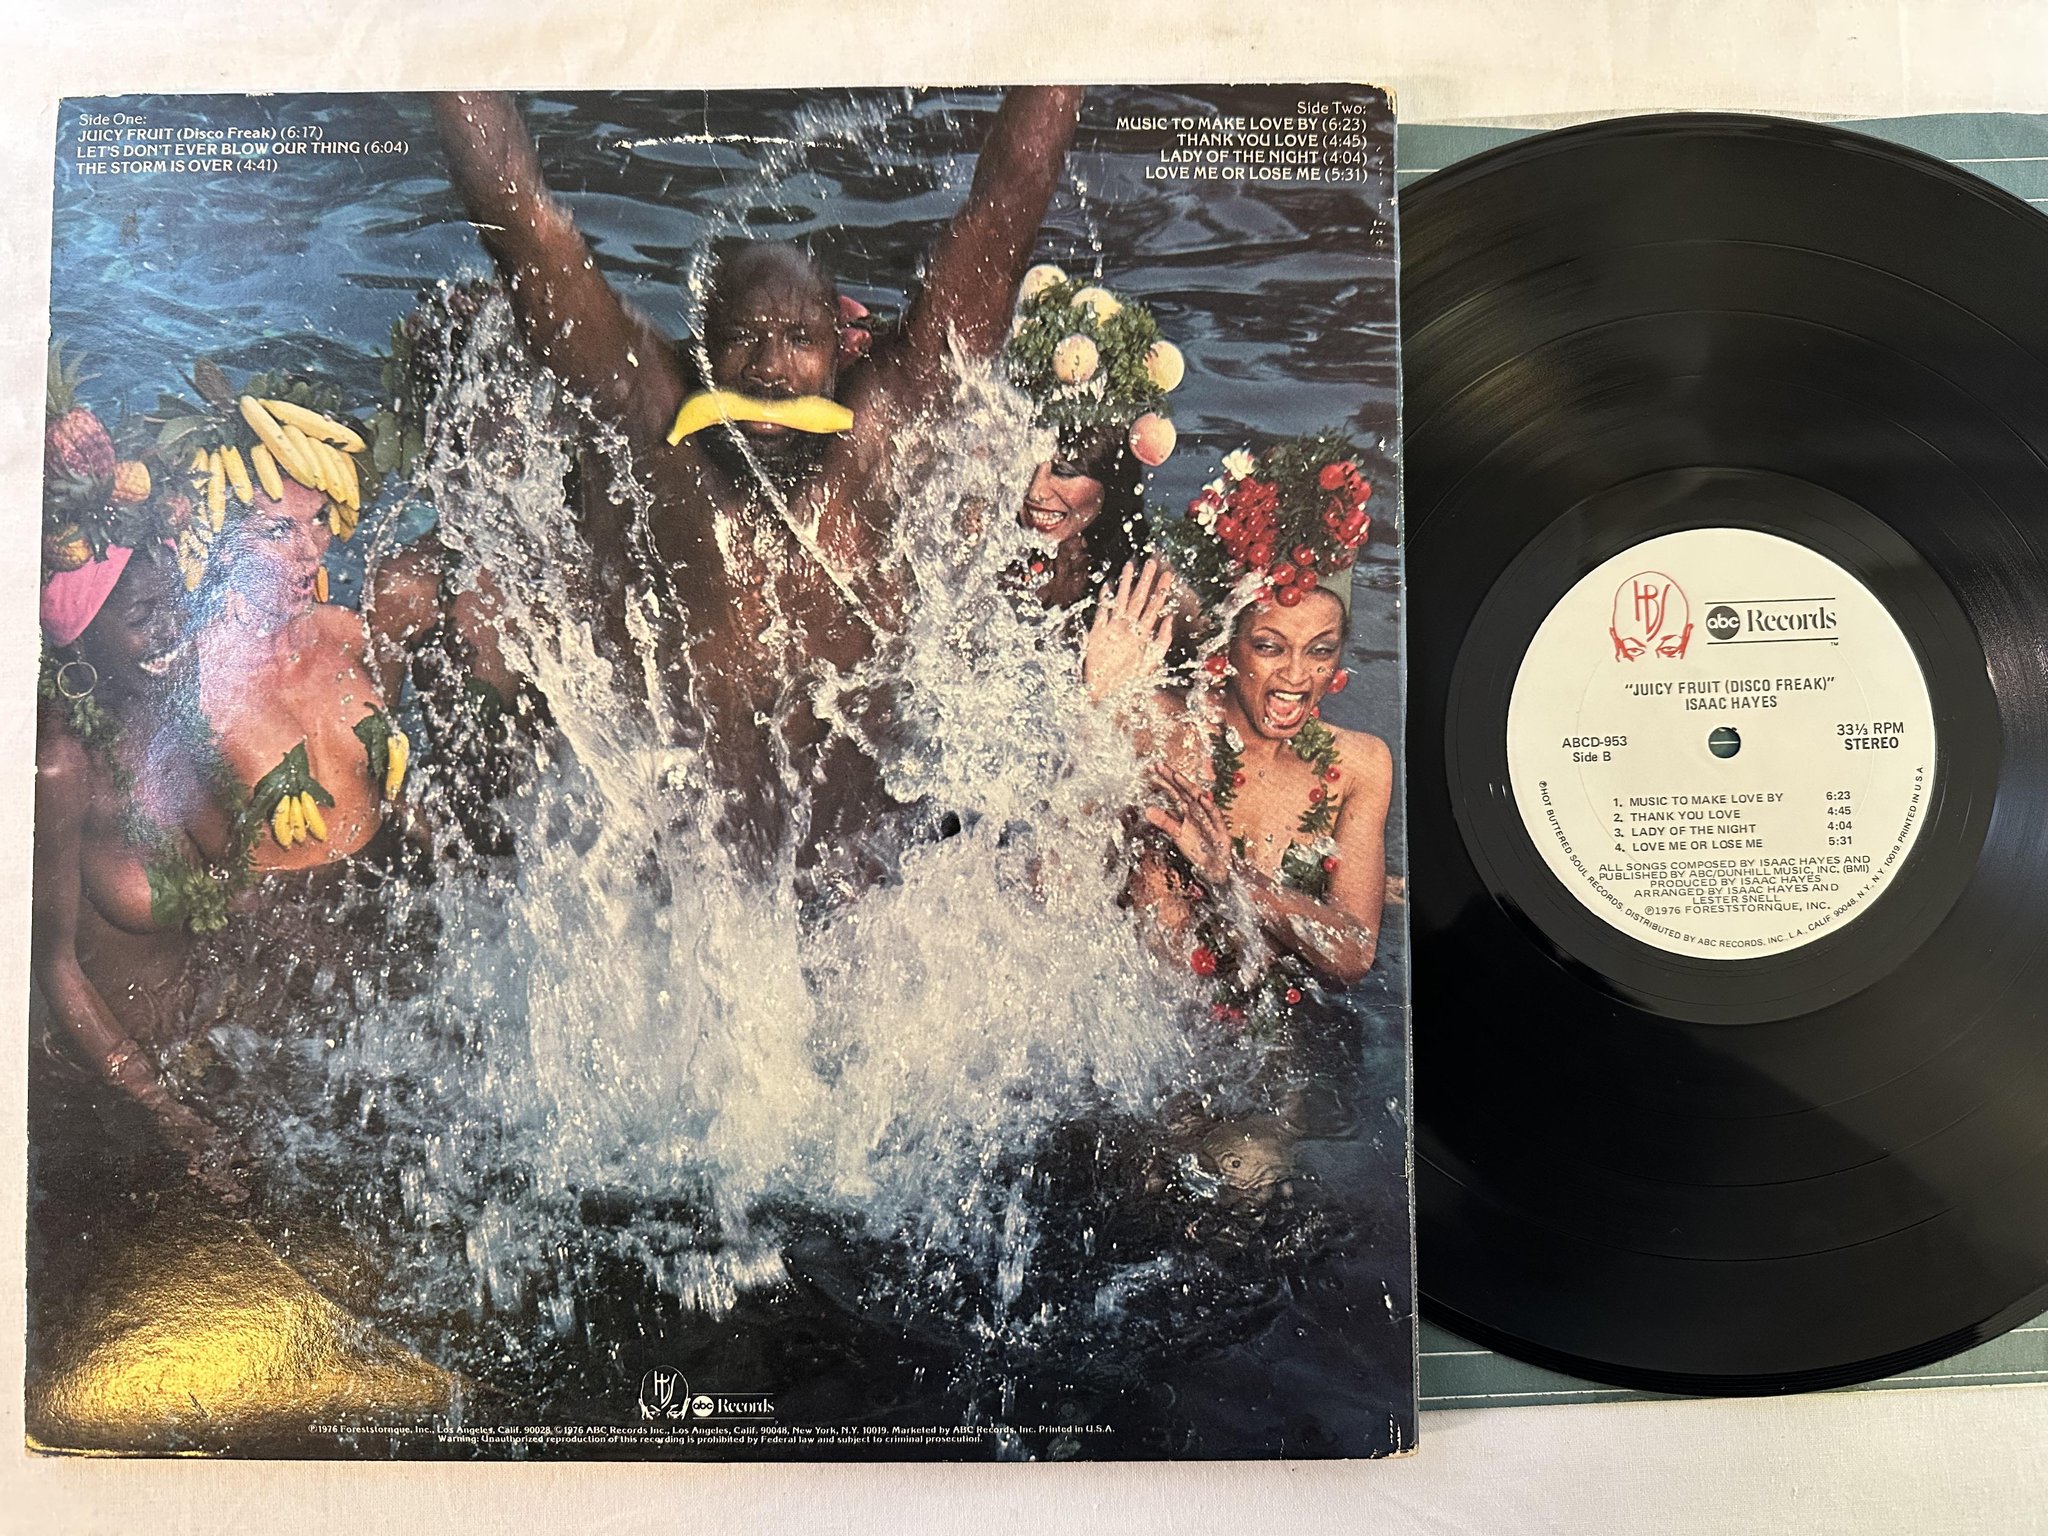 Side One:
JUICY FRUIT (Disco Freak) (6:17)
LET'S DON'T EVER BLOW OUR THING (6:04)
THE STORM IS OVER (4:41)
Side Two:
MUSIC TO MAKE LOVE BY (6:23)
THANK YOU LOVE (4:45)
LADY OF THE NIGHT (4:04)
LOVE ME OR LOSE ME (5:31)
HBS abc Records
℗1976 Foreststornque, Inc., Los Angeles, Calif. 90028. ©1976 ABC Records Inc., Los Angeles, Calif. 90048, New York, N.Y. 10019. Marketed by ABC Records, Inc. Printed in U.S.A.
Warning: Unauthorized reproduction of this recording is prohibited by Federal law and subject to criminal prosecution.
HBS abc Records™
"JUICY FRUIT (DISCO FREAK)"
ISAAC HAYES
ABCD-953
Side B
33⅓ RPM
STEREO
1. MUSIC TO MAKE LOVE BY 6:23
2. THANK YOU LOVE 4:45
3. LADY OF THE NIGHT 4:04
4. LOVE ME OR LOSE ME 5:31
ALL SONGS COMPOSED BY ISAAC HAYES AND
PUBLISHED BY ABC/DUNHILL MUSIC, INC. (BMI)
PRODUCED BY ISAAC HAYES
ARRANGED BY ISAAC HAYES AND
LESTER SNELL
℗1976 FORESTSTORNQUE, INC.
℗HOT BUTTERED SOUL RECORDS, DISTRIBUTED BY ABC RECORDS, INC., L.A., CALIF. 90048, N.Y., N.Y. 10019. PRINTED IN U.S.A.